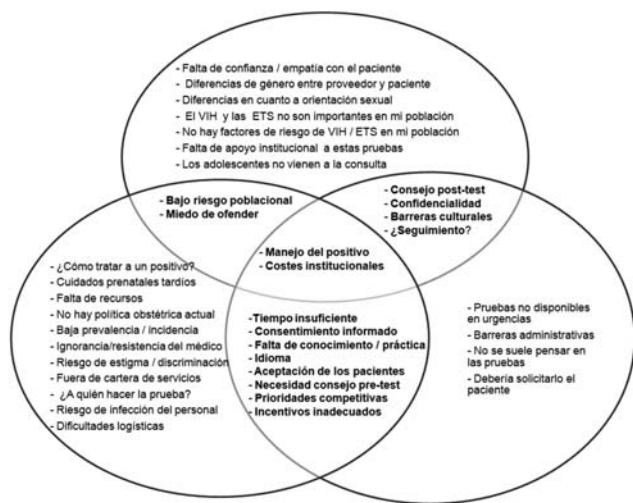 - Falta de confianza / empatía con el paciente
- Diferencias de género entre proveedor y paciente
- Diferencias en cuanto a orientación sexual
- El VIH y las ETS no son importantes en mi población
- No hay factores de riesgo de VIH / ETS en mi población
- Falta de apoyo institucional a estas pruebas
- Los adolescentes no vienen a la consulta
- Bajo riesgo poblacional
- Miedo de ofender
- Consejo post-test
- Confidencialidad
- Barreras culturales
- ¿Seguimiento?
- Manejo del positivo
- Costes institucionales
- ¿Cómo tratar a un positivo?
- Cuidados prenatales tardíos
- Falta de recursos
- No hay política obstétrica actual
- Baja prevalencia / incidencia
- Ignorancia/resistencia del médico
- Riesgo de estigma / discriminación
- Fuera de cartera de servicios
- ¿A quién hacer la prueba?
- Riesgo de infección del personal
- Dificultades logísticas
-Tiempo insuficiente
- Consentimiento informado
- Falta de conocimiento / práctica
- Idioma
- Aceptación de los pacientes
- Necesidad consejo pre-test
- Prioridades competitivas
- Incentivos inadecuados
- Pruebas no disponibles
en urgencias
- Barreras administrativas
- No se suele pensar en
las pruebas
- Debería solicitarlo el
paciente